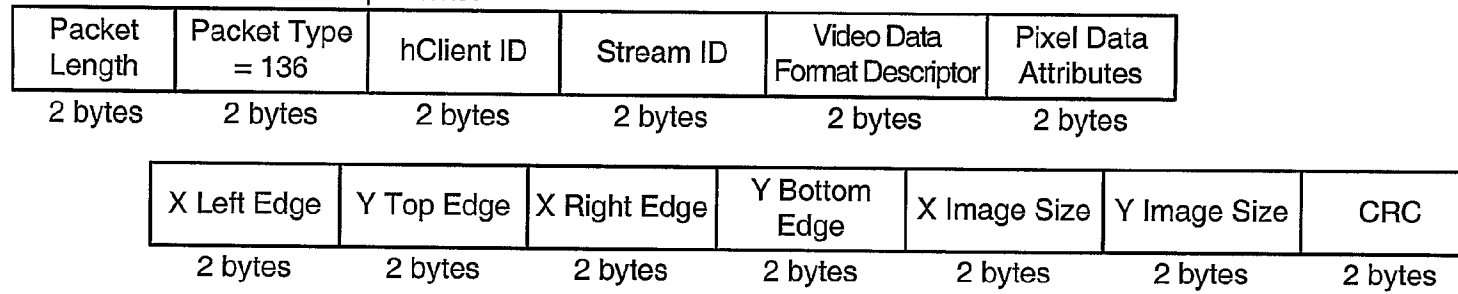 Packet Length
Packet Type = 136
hClient ID
Stream ID
Video Data Format Descriptor
Pixel Data Attributes
2 bytes
2 bytes
2 bytes
2 bytes
2 bytes
2 bytes
X Left Edge
Y Top Edge
X Right Edge
Y Bottom Edge
X Image Size
Y Image Size
CRC
2 bytes
2 bytes
2 bytes
2 bytes
2 bytes
2 bytes
2 bytes